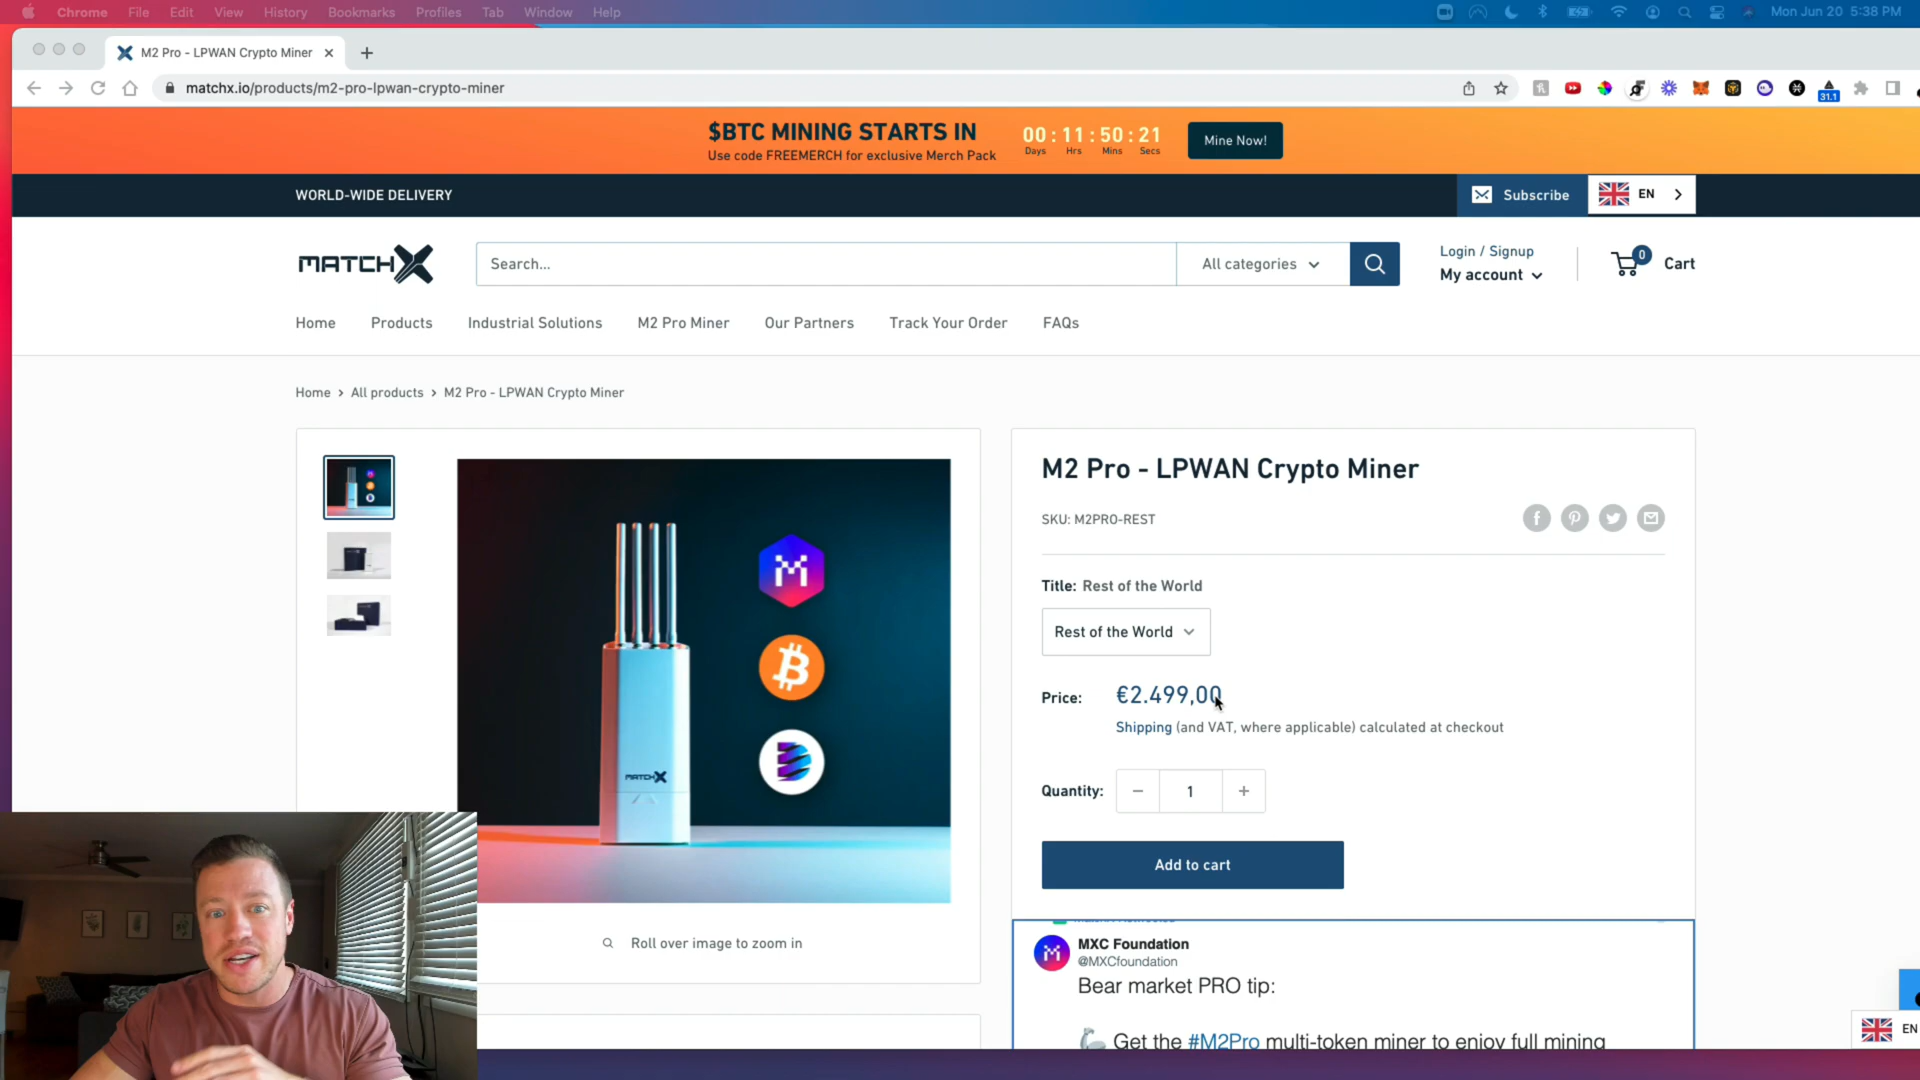 Chrome File Edit View History Bookmarks Profiles Tab Window Help
Mon Jun 20 5:38 PM
M2 Pro - LPWAN Crypto Miner
matchx.io/products/m2-pro-lpwan-crypto-miner
31.1
$BTC MINING STARTS IN
Use code FREEMERCH for exclusive Merch Pack
00 : 11 : 50 : 21
Days Hrs Mins Secs
Mine Now!
WORLD-WIDE DELIVERY
Subscribe
EN
MATCHX
Search...
All categories
Login / Signup
My account
0
Cart
Home Products Industrial Solutions M2 Pro Miner Our Partners Track Your Order FAQs
Home > All products > M2 Pro - LPWAN Crypto Miner
MATCHX
Roll over image to zoom in
M2 Pro - LPWAN Crypto Miner
SKU: M2PRO-REST
Title: Rest of the World
Rest of the World
Price: €2.499,00
Shipping (and VAT, where applicable) calculated at checkout
Quantity: − 1 +
Add to cart
MXC Foundation
@MXCfoundation
Bear market PRO tip:
Get the #M2Pro multi-token miner to enjoy full mining
EN